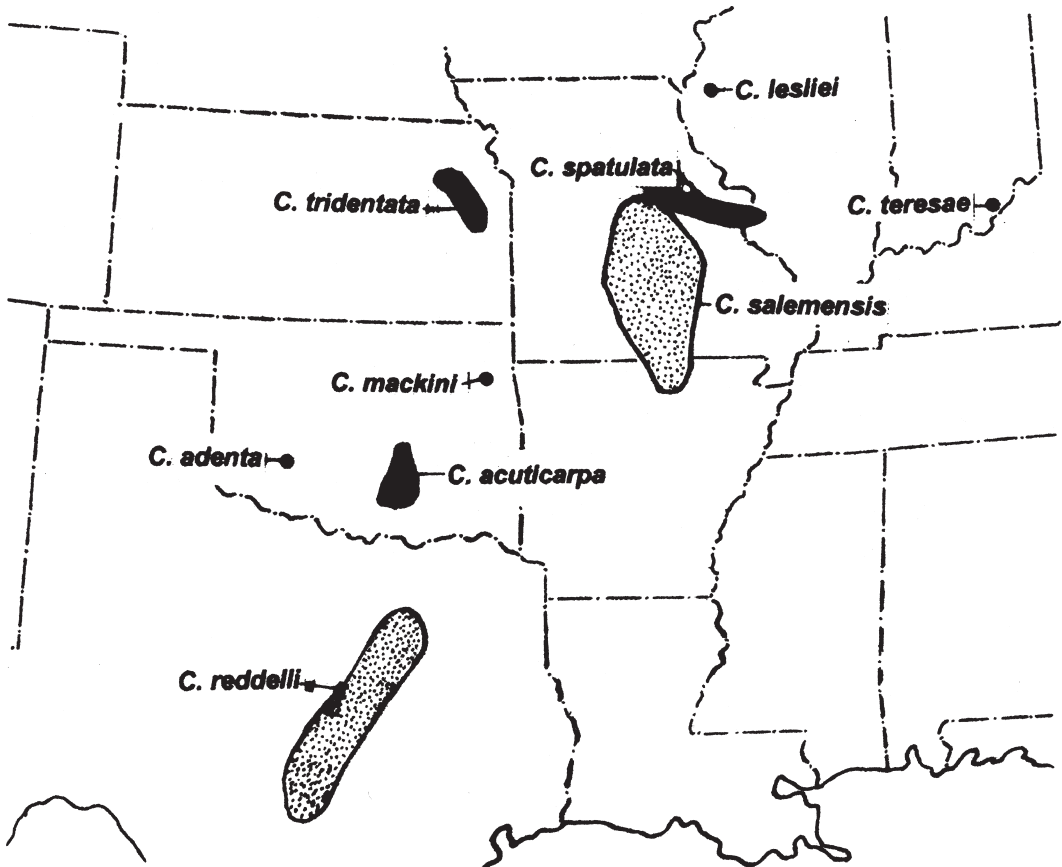 C. lesliei
C. spatulata
C. tridentata
C. teresae
C. salemensis
C. mackini
C. adenta
C. acuticarpa
C. reddelli